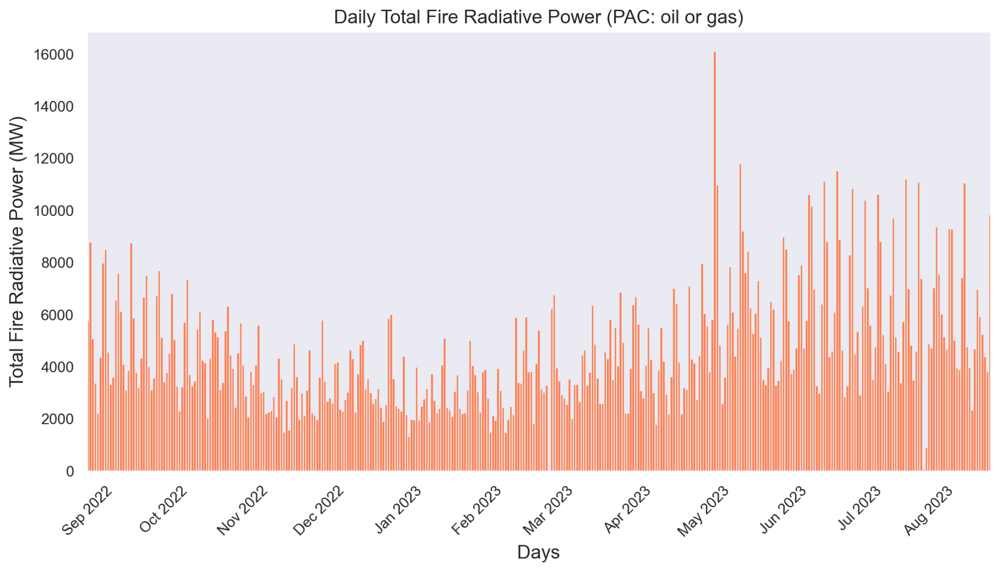 Daily Total Fire Radiative Power (PAC: oil or gas)
Total Fire Radiative Power (MW)
16000
14000
12000
10000
8000
6000
4000
2000
0
Sep 2022
Oct 2022
Nov 2022
Dec 2022
Jan 2023
Feb 2023
Mar 2023
Apr 2023
May 2023
Jun 2023
Jul 2023
Aug 2023
Days